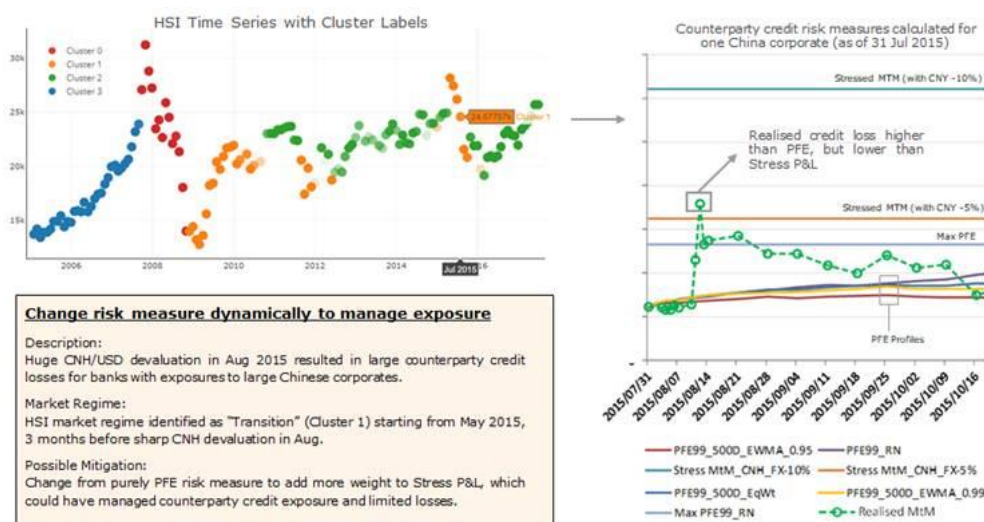 HSI Time Series with Cluster Labels
30k
25k
20k
15k
Cluster 0
Cluster 1
Cluster 2
Cluster 3
Cluster 1
2006
2008
2010
2012
2014
16
Jul 2015
Change risk measure dynamically to manage exposure
Description:
Huge CNH/USD devaluation in Aug 2015 resulted in large counterparty credit
losses for banks with exposures to large Chinese corporates.
Market Regime:
HSI market regime identified as "Transition" (Cluster 1) starting from May 2015,
3 months before sharp CNH devaluation in Aug.
Possible Mitigation:
Change from purely PFE risk measure to add more weight to Stress P&L, which
could have managed counterparty credit exposure and limited losses.
Counterparty credit risk measures calculated for
one China corporate (as of 31 Jul 2015)
Stressed MTM (with CNY -10%)
Realised credit loss higher
than PFE, but lower than
Stress P&L
Stressed MTM (with CNY -5%)
Max PFE
PFE Profiles
-
2015/07/31
2015/08/07
2015/08/14
2015/08/21
2015/08/28
2015/09/04
2015/09/11
2015/09/18
2015/09/25
2015/10/02
2015/10/09
2015/10/16
PFE99_500D_EWMA_0.95
PFE99_RN
Stress MtM_CNH_FX-10%
Stress MtM_CNH_FX-5%
PFE99_500D_EqWt
PFE99_500D_EWMA_0.99
Max PFE99_RN
Realised MtM